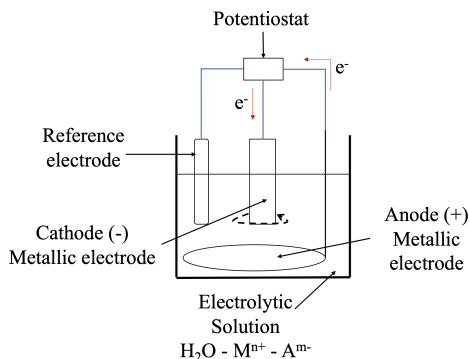 Potentiostat
e-
e-
Reference
electrode
Cathode (-)
Metallic electrode
Anode (+)
Metallic
electrode
Electrolytic
Solution
H₂O - Mⁿ⁺ - Aᵐ⁻